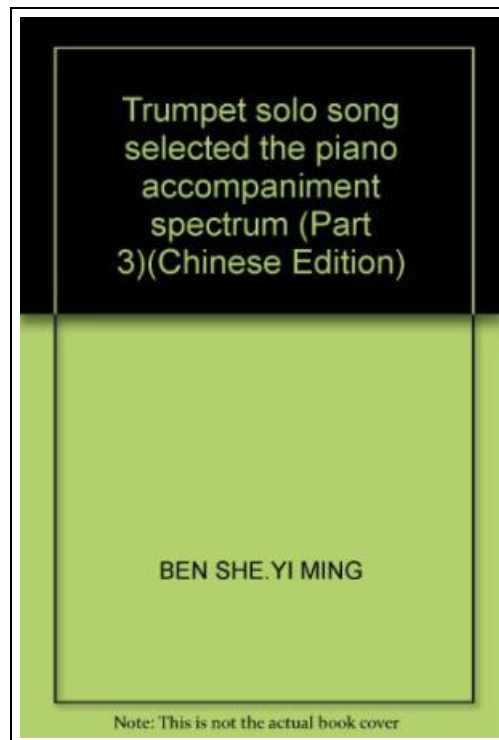 Trumpet solo song
selected the piano
accompaniment
spectrum (Part
3)(Chinese Edition)
BEN SHE.YI MING
Note: This is not the actual book cover